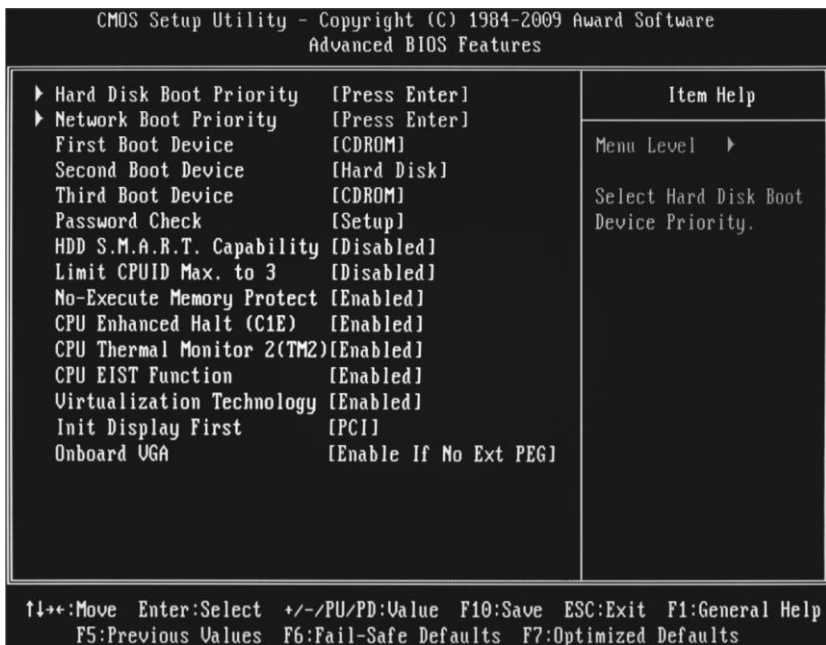 CMOS Setup Utility - Copyright (C) 1984-2009 Award Software
Advanced BIOS Features
▶ Hard Disk Boot Priority [Press Enter]
▶ Network Boot Priority [Press Enter]
First Boot Device [CDROM]
Second Boot Device [Hard Disk]
Third Boot Device [CDROM]
Password Check [Setup]
HDD S.M.A.R.T. Capability [Disabled]
Limit CPUID Max. to 3 [Disabled]
No-Execute Memory Protect [Enabled]
CPU Enhanced Halt (C1E) [Enabled]
CPU Thermal Monitor 2(TM2)[Enabled]
CPU EIST Function [Enabled]
Virtualization Technology [Enabled]
Init Display First [PCI]
Onboard VGA [Enable If No Ext PEG]
Item Help
Menu Level ▶
Select Hard Disk Boot
Device Priority.
↑↓→←:Move Enter:Select +/-/PU/PD:Value F10:Save ESC:Exit F1:General Help
F5:Previous Values F6:Fail-Safe Defaults F7:Optimized Defaults